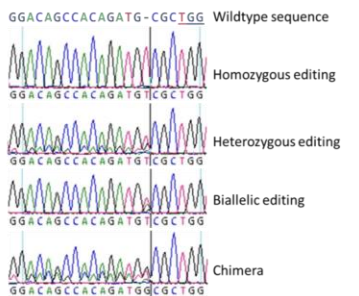 GGACAGCCACAGATG-CGCTGG Wildtype sequence
Homozygous editing
GGACAGCCACAGATGTCGCTGG
Heterozygous editing
GGACAGCCACAGATGTCGCTGG
Biallelic editing
GGACAGCCACAGATGTCGCTGG
Chimera
GGACAGCCACAGATGGCGCTGG